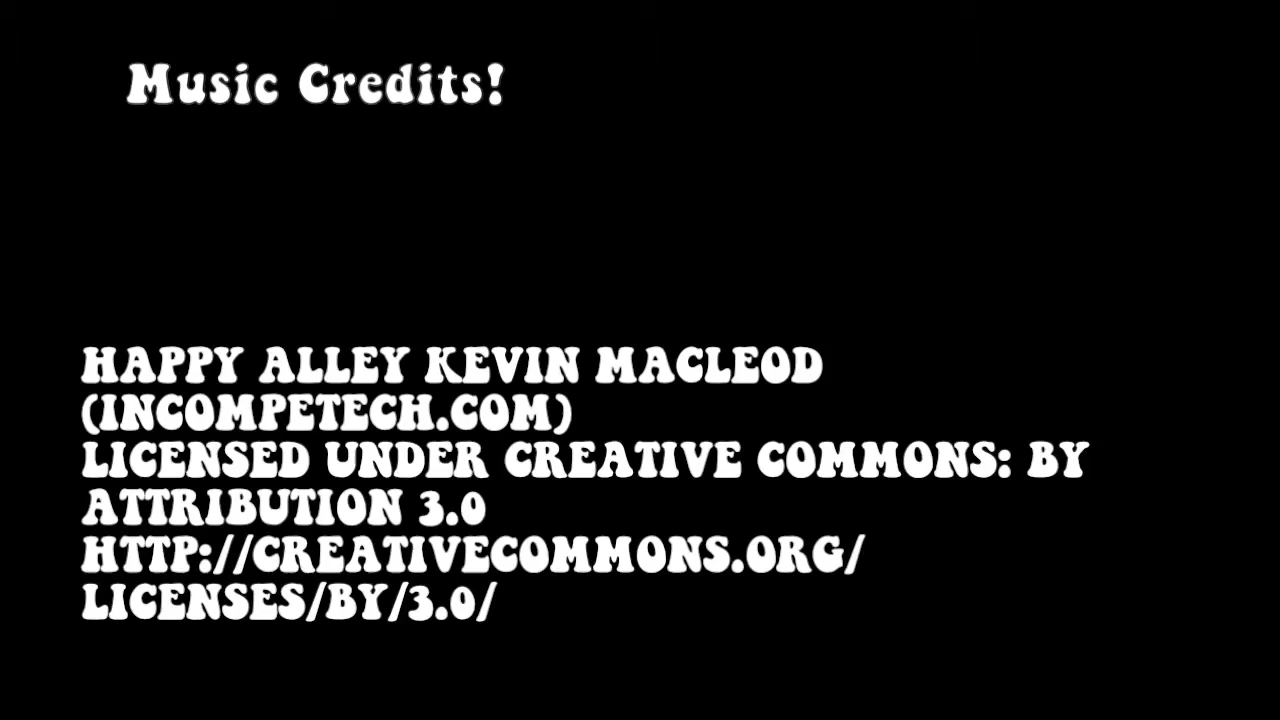 Music Credits!
HAPPY ALLEY KEVIN MACLEOD
(INCOMPETECH.COM)
LICENSED UNDER CREATIVE COMMONS: BY
ATTRIBUTION 3.0
HTTP://CREATIVECOMMONS.ORG/
LICENSES/BY/3.0/